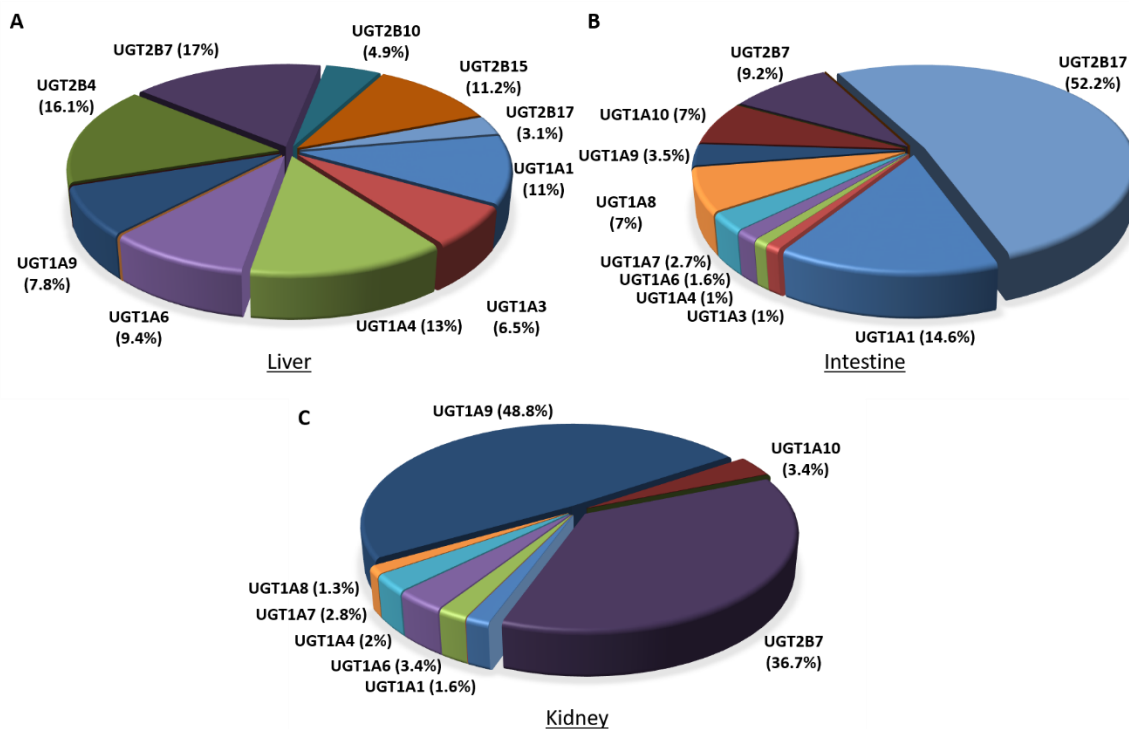 A
UGT2B7 (17%)
UGT2B10
(4.9%)
UGT2B15
(11.2%)
UGT2B17
(3.1%)
UGT1A1
(11%)
UGT1A3
(6.5%)
UGT1A4 (13%)
UGT1A6
(9.4%)
UGT1A9
(7.8%)
UGT2B4
(16.1%)
Liver
B
UGT2B7
(9.2%)
UGT2B17
(52.2%)
UGT1A10 (7%)
UGT1A9 (3.5%)
UGT1A8
(7%)
UGT1A7 (2.7%)
UGT1A6 (1.6%)
UGT1A4 (1%)
UGT1A3 (1%)
UGT1A1 (14.6%)
Intestine
C
UGT1A9 (48.8%)
UGT1A10
(3.4%)
UGT1A8 (1.3%)
UGT1A7 (2.8%)
UGT1A4 (2%)
UGT1A6 (3.4%)
UGT1A1 (1.6%)
UGT2B7
(36.7%)
Kidney